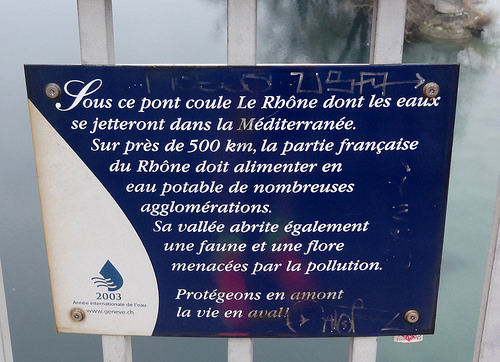 Sous ce pont coule Le Rhône dont les eaux
se jetteront dans la Méditerranée.
Sur près de 500 km, la partie française
du Rhône doit alimenter en
eau potable de nombreuses
agglomérations.
Sa vallée abrite également
une faune et une flore
menacées par la pollution.
Protégeons en amont
la vie en aval!
2003
Année internationale de l'eau
www.geneve.ch